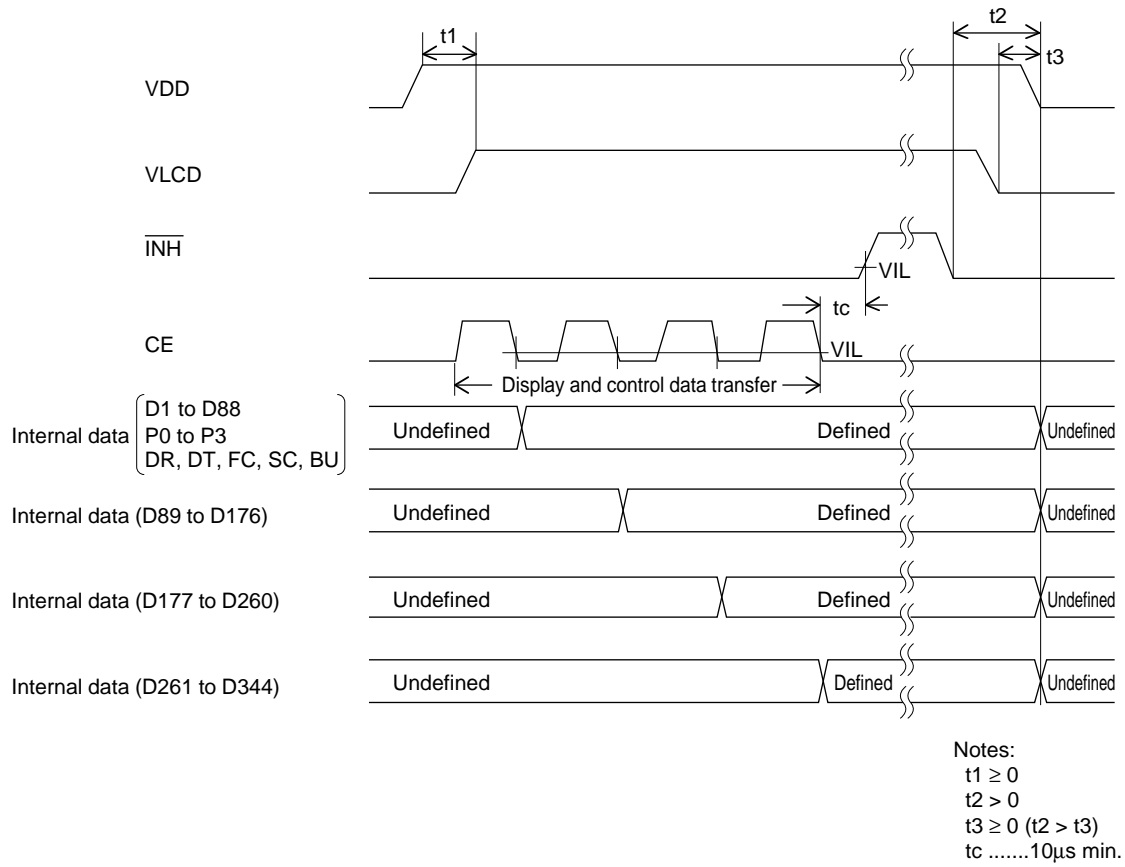 t1
t2
t3
VDD
VLCD
INH
VIL
tc
CE
VIL
Display and control data transfer
Internal data
D1 to D88
P0 to P3
DR, DT, FC, SC, BU
Undefined
Defined
Undefined
Internal data (D89 to D176)
Undefined
Defined
Undefined
Internal data (D177 to D260)
Undefined
Defined
Undefined
Internal data (D261 to D344)
Undefined
Defined
Undefined
Notes:
t1 ≥ 0
t2 > 0
t3 ≥ 0 (t2 > t3)
tc .......10μs min.